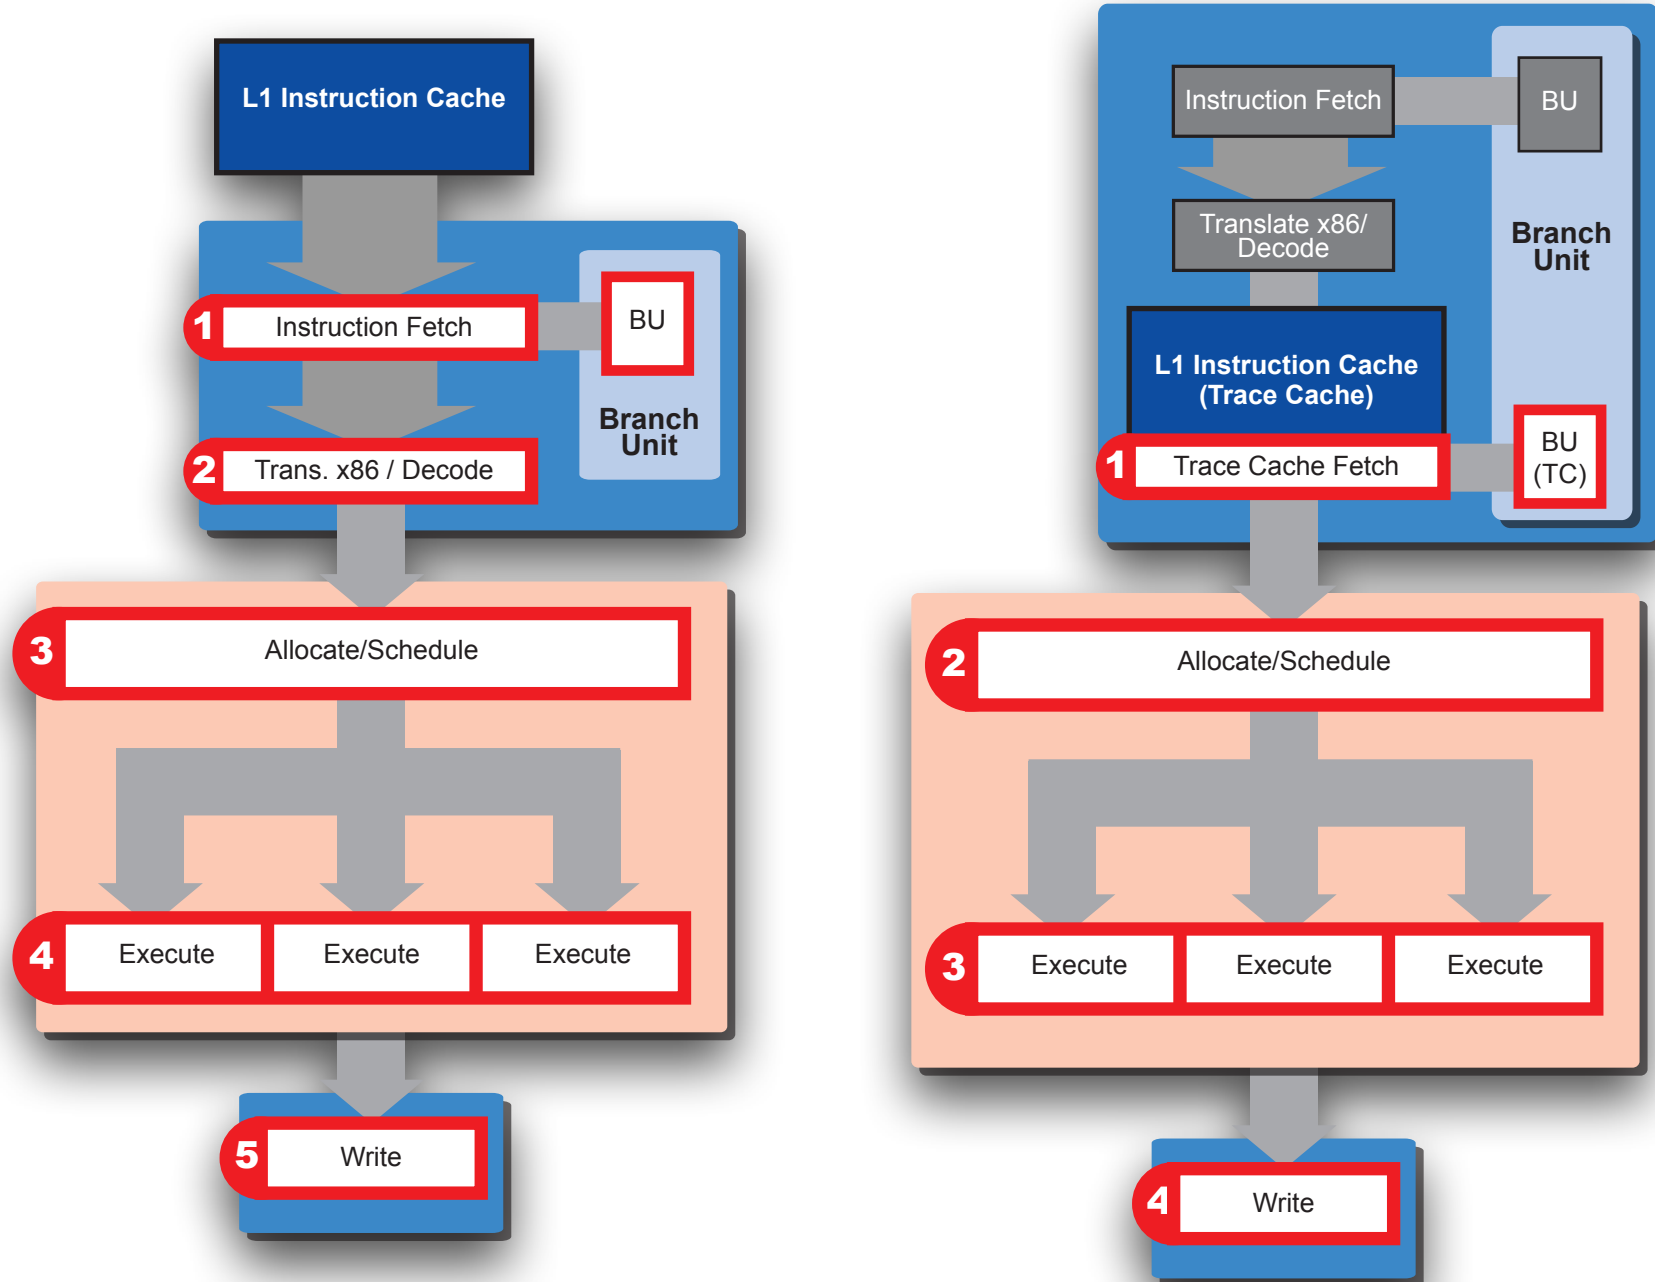 L1 Instruction Cache
1
Instruction Fetch
BU
Branch
Unit
2
Trans. x86 / Decode
3
Allocate/Schedule
4
Execute
Execute
Execute
5
Write
Instruction Fetch
BU
Translate x86/
Decode
Branch
Unit
L1 Instruction Cache
(Trace Cache)
1
Trace Cache Fetch
BU
(TC)
2
Allocate/Schedule
3
Execute
Execute
Execute
4
Write